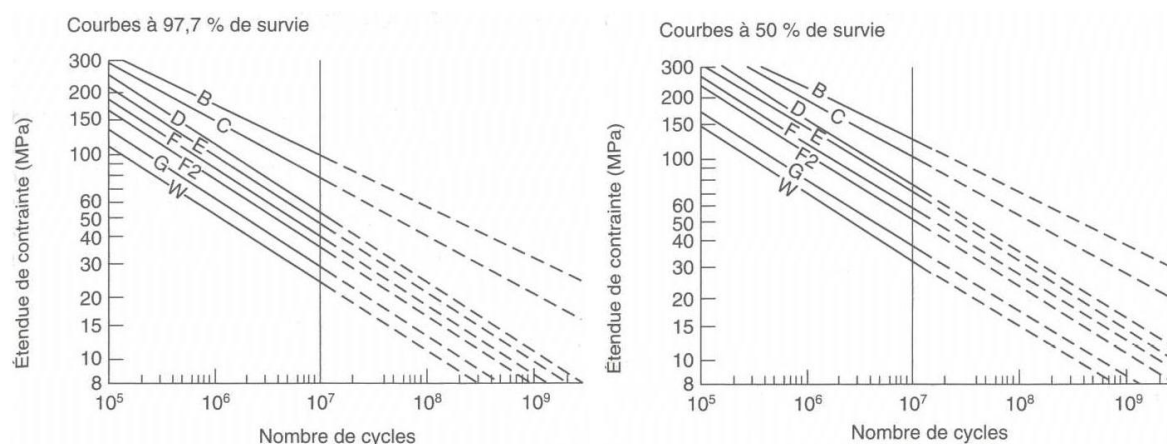 Courbes à 97,7 % de survie
300
200
150
100
60
50
40
30
20
15
10
8
Étendue de contrainte (MPa)
B
C
D
E
F
F2
G
W
10⁵
10⁶
10⁷
10⁸
10⁹
Nombre de cycles
Courbes à 50 % de survie
300
200
150
100
60
50
40
30
20
15
10
8
Étendue de contrainte (MPa)
B
C
D
E
F
F2
G
W
10⁵
10⁶
10⁷
10⁸
10⁹
Nombre de cycles